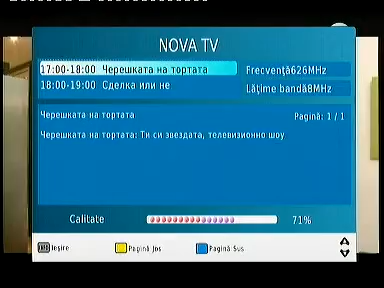 NOVA TV
17:00-18:00 Черешката на тортата
Frecvenţă626MHz
18:00-19:00 Сделка или не
Lăţime bandă8MHz
Черешката на тортата
Pagină: 1 / 1
Черешката на тортата: Ти си звездата, телевизионно шоу
Calitate
71%
Ieşire
Pagină Jos
Pagină Sus